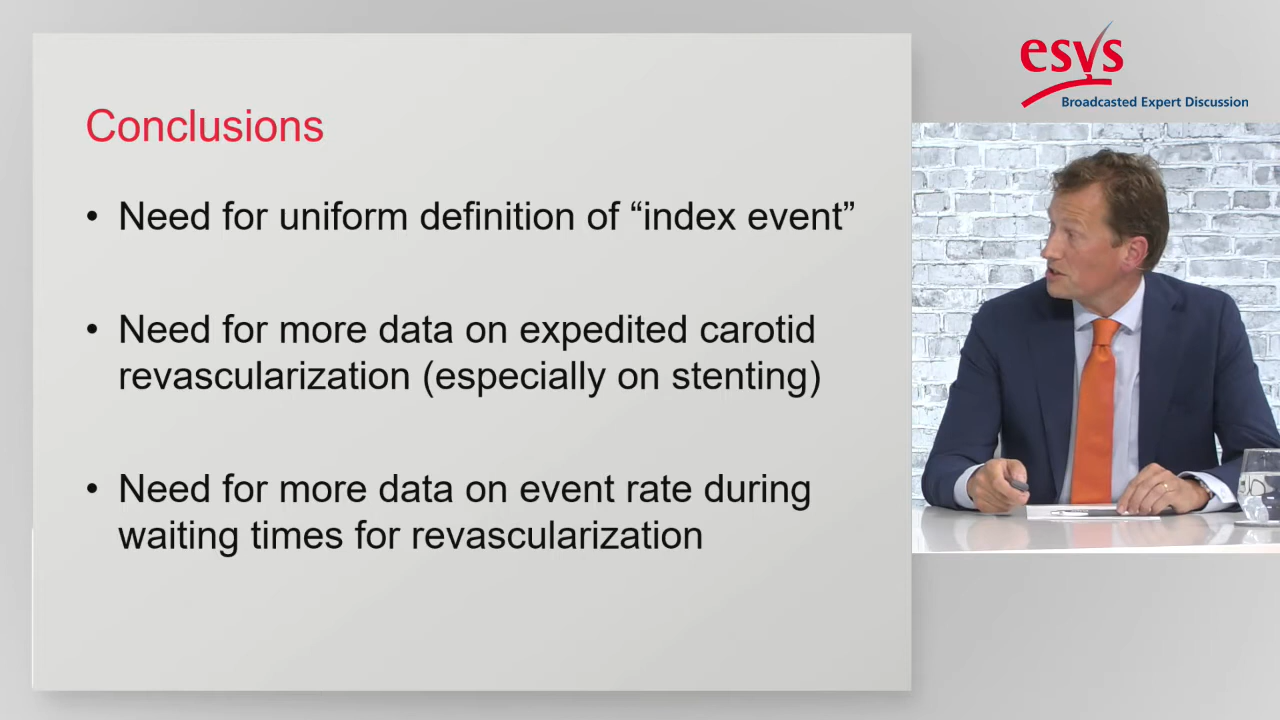 esvs
Broadcasted Expert Discussion
Conclusions
• Need for uniform definition of “index event”
• Need for more data on expedited carotid
revascularization (especially on stenting)
• Need for more data on event rate during
waiting times for revascularization